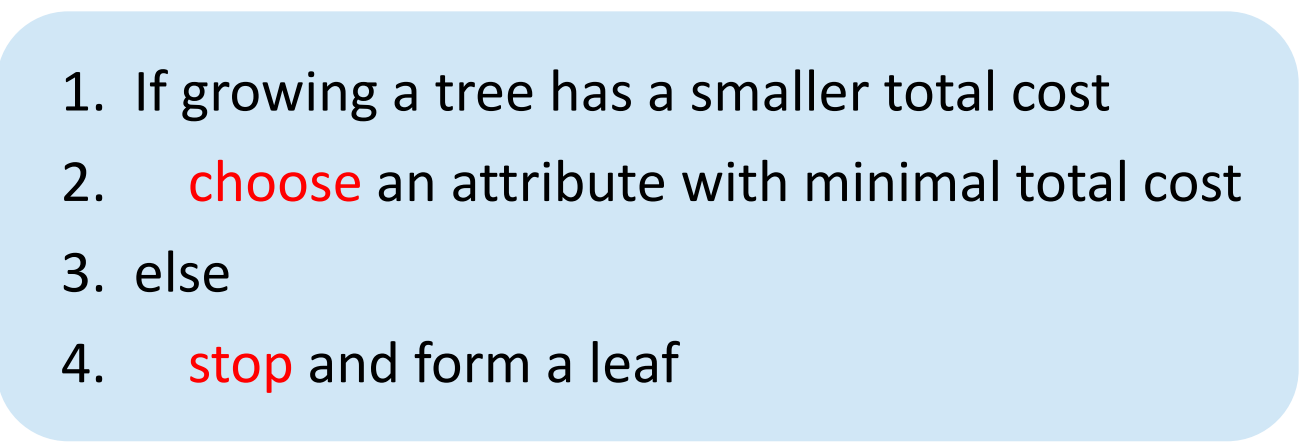 1. If growing a tree has a smaller total cost
2. choose an attribute with minimal total cost
3. else
4. stop and form a leaf